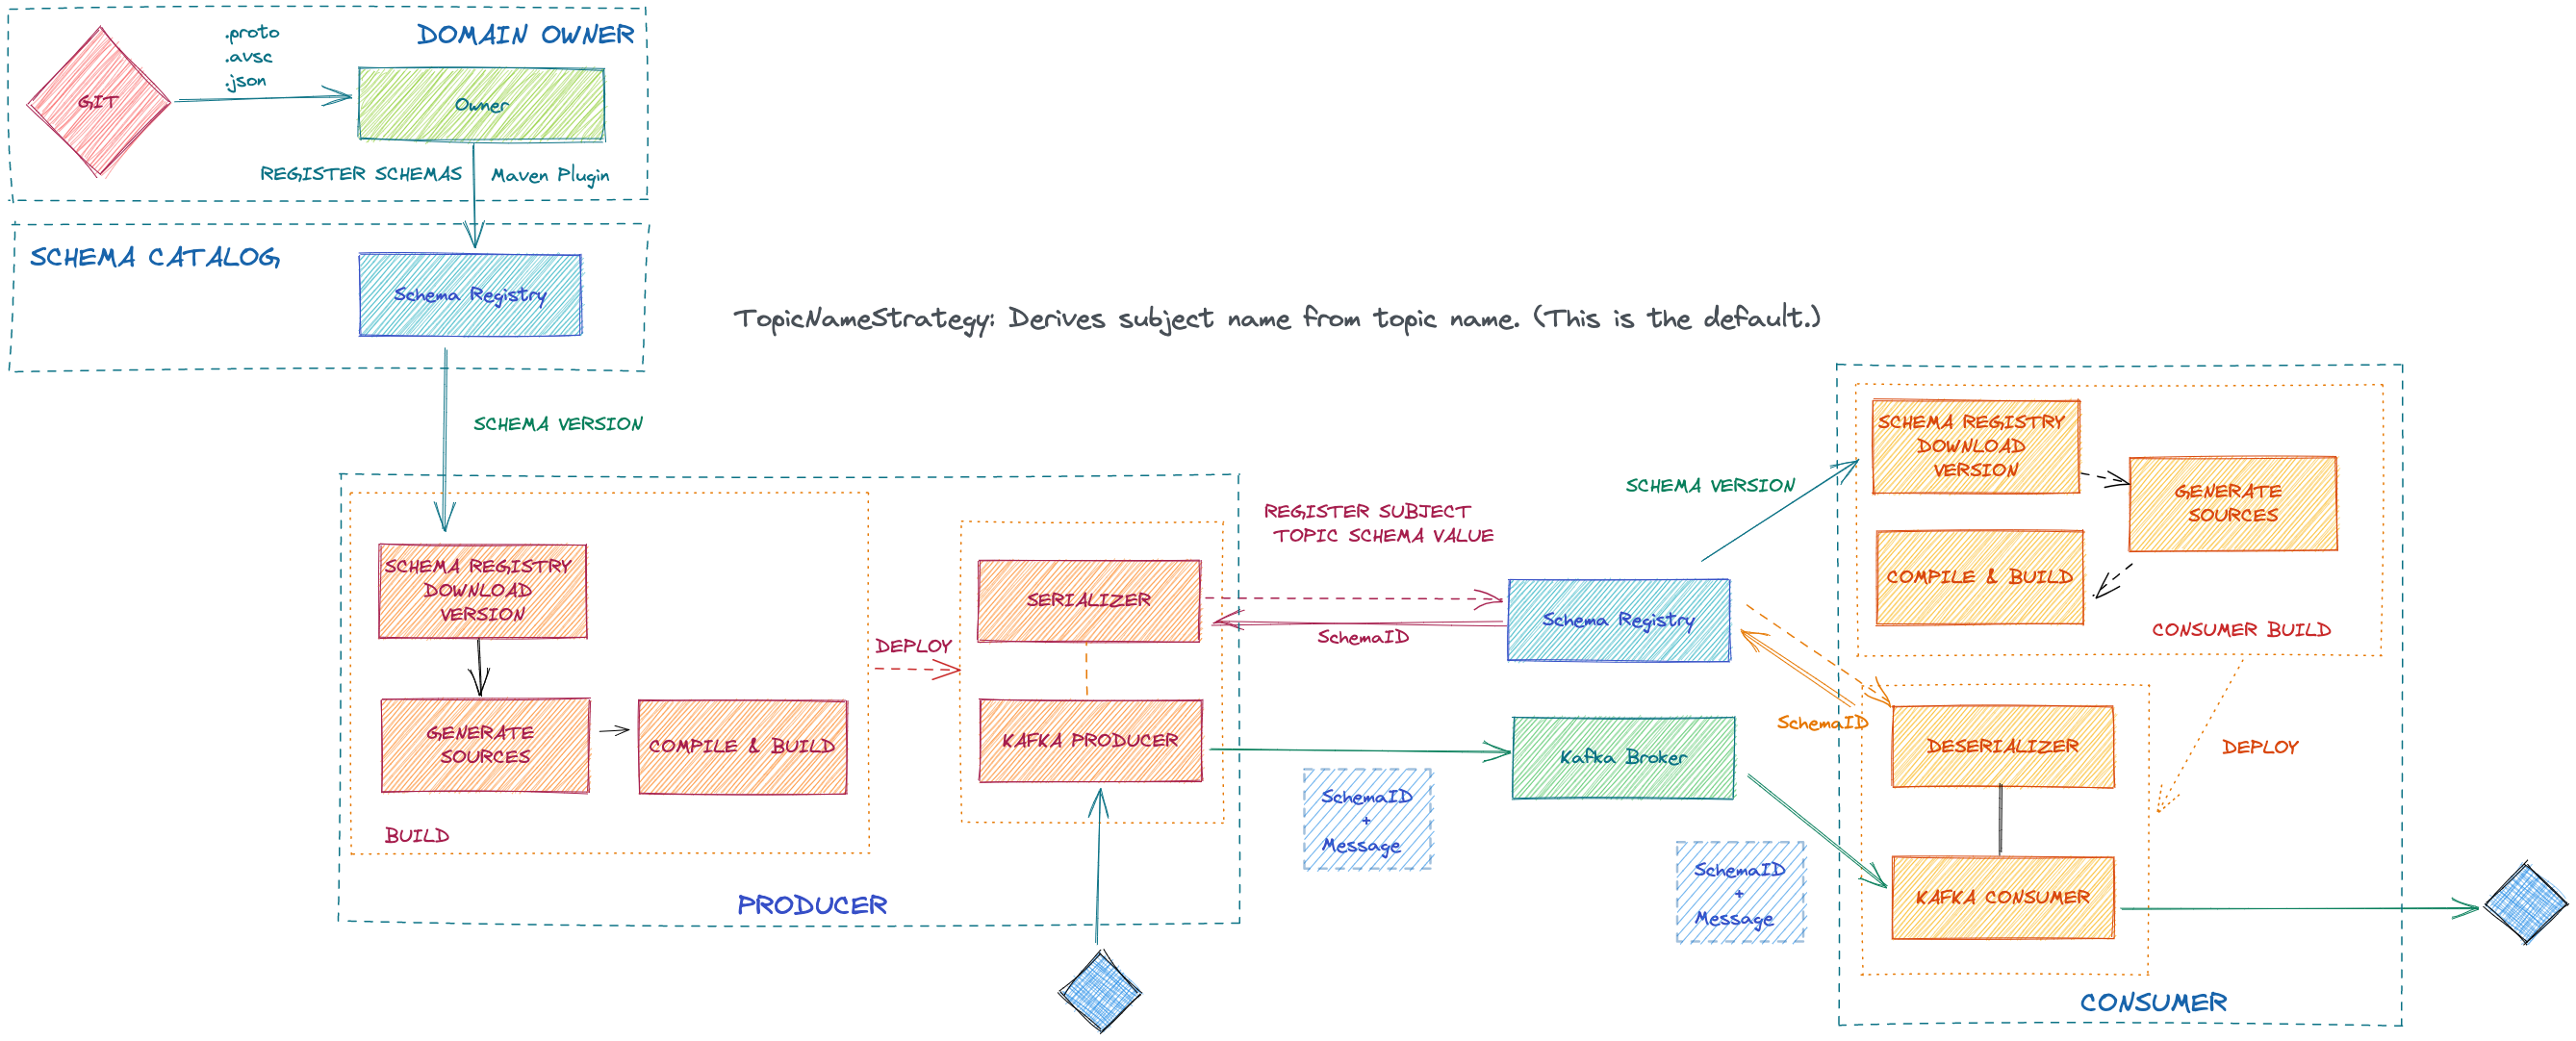 DOMAIN OWNER
.proto
.avsc
.json
GIT
Owner
REGISTER SCHEMAS
Maven Plugin
SCHEMA CATALOG
Schema Registry
TopicNameStrategy: Derives subject name from topic name. (This is the default.)
SCHEMA VERSION
SCHEMA REGISTRY
DOWNLOAD
VERSION
GENERATE
SOURCES
COMPILE & BUILD
BUILD
DEPLOY
SERIALIZER
KAFKA PRODUCER
PRODUCER
REGISTER SUBJECT
TOPIC SCHEMA VALUE
SchemaID
Schema Registry
Kafka Broker
SchemaID
+
Message
SchemaID
+
Message
SCHEMA VERSION
SchemaID
SCHEMA REGISTRY
DOWNLOAD
VERSION
GENERATE
SOURCES
COMPILE & BUILD
CONSUMER BUILD
DEPLOY
DESERIALIZER
KAFKA CONSUMER
CONSUMER